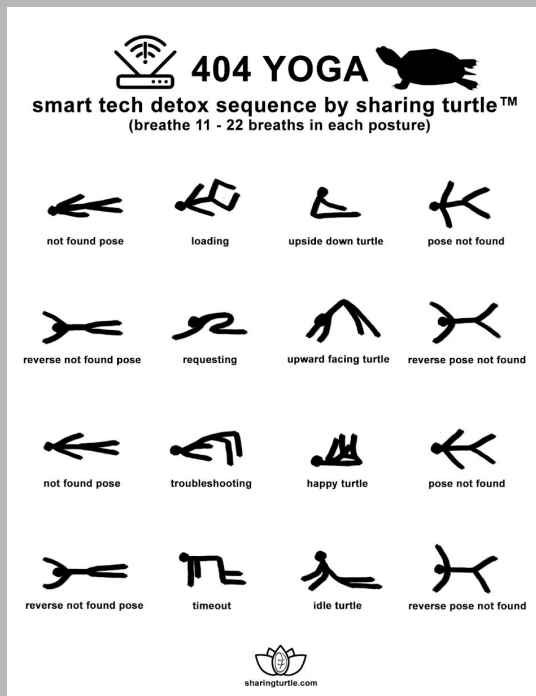 404 YOGA
smart tech detox sequence by sharing turtle™
(breathe 11 - 22 breaths in each posture)
not found pose
loading
upside down turtle
pose not found
reverse not found pose
requesting
upward facing turtle
reverse pose not found
not found pose
troubleshooting
happy turtle
pose not found
reverse not found pose
timeout
idle turtle
reverse pose not found
sharingturtle.com